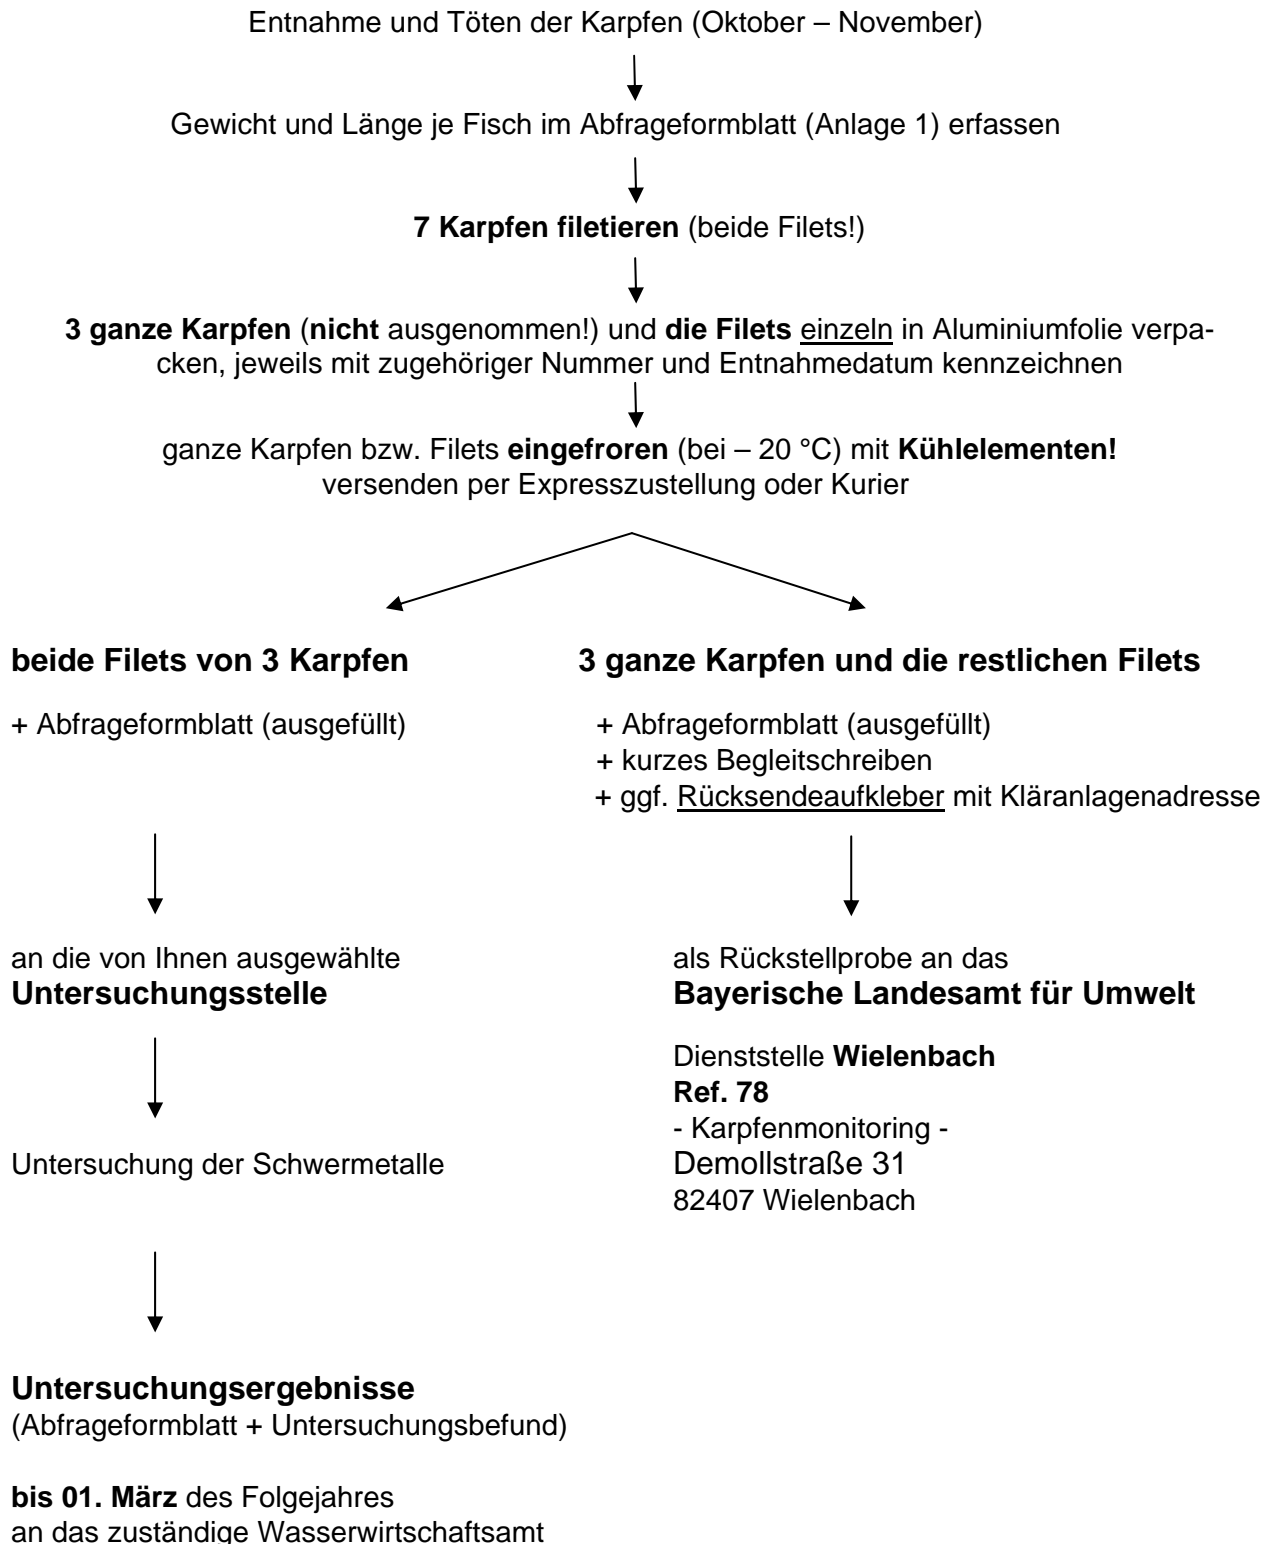 Entnahme und Töten der Karpfen (Oktober – November)
Gewicht und Länge je Fisch im Abfrageformblatt (Anlage 1) erfassen
7 Karpfen filetieren (beide Filets!)
3 ganze Karpfen (nicht ausgenommen!) und die Filets einzeln in Aluminiumfolie verpa-
cken, jeweils mit zugehöriger Nummer und Entnahmedatum kennzeichnen
ganze Karpfen bzw. Filets eingefroren (bei – 20 °C) mit Kühlelementen!
versenden per Expresszustellung oder Kurier
beide Filets von 3 Karpfen
+ Abfrageformblatt (ausgefüllt)
an die von Ihnen ausgewählte
Untersuchungsstelle
Untersuchung der Schwermetalle
Untersuchungsergebnisse
(Abfrageformblatt + Untersuchungsbefund)
bis 01. März des Folgejahres
an das zuständige Wasserwirtschaftsamt
3 ganze Karpfen und die restlichen Filets
+ Abfrageformblatt (ausgefüllt)
+ kurzes Begleitschreiben
+ ggf. Rücksendeaufkleber mit Kläranlagenadresse
als Rückstellprobe an das
Bayerische Landesamt für Umwelt
Dienststelle Wielenbach
Ref. 78
- Karpfenmonitoring -
Demollstraße 31
82407 Wielenbach